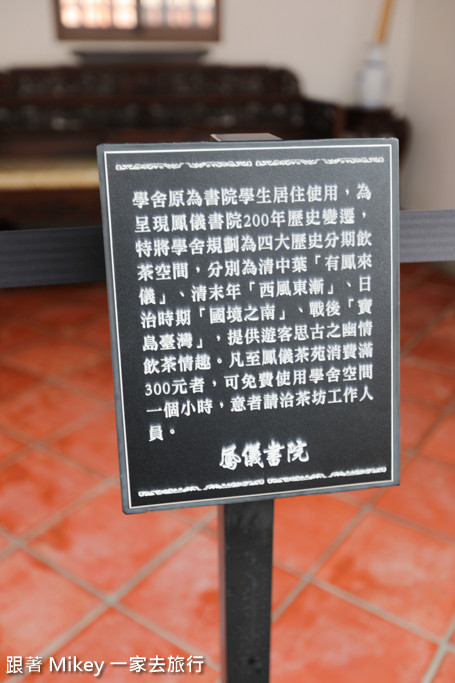 學舍原為書院學生居住使用，為
呈現鳳儀書院200年歷史變遷，
特將學舍規劃為四大歷史分期飲
茶空間，分別為清中葉「有鳳來
儀」、清末年「西風東漸」、日
治時期「國境之南」、戰後「寶
島臺灣」，提供遊客思古之幽情
飲茶情趣。凡至鳳儀茶苑消費滿
300元者，可免費使用學舍空間
一個小時，意者請洽茶坊工作人
員。
鳳儀書院
跟著 Mikey 一家去旅行